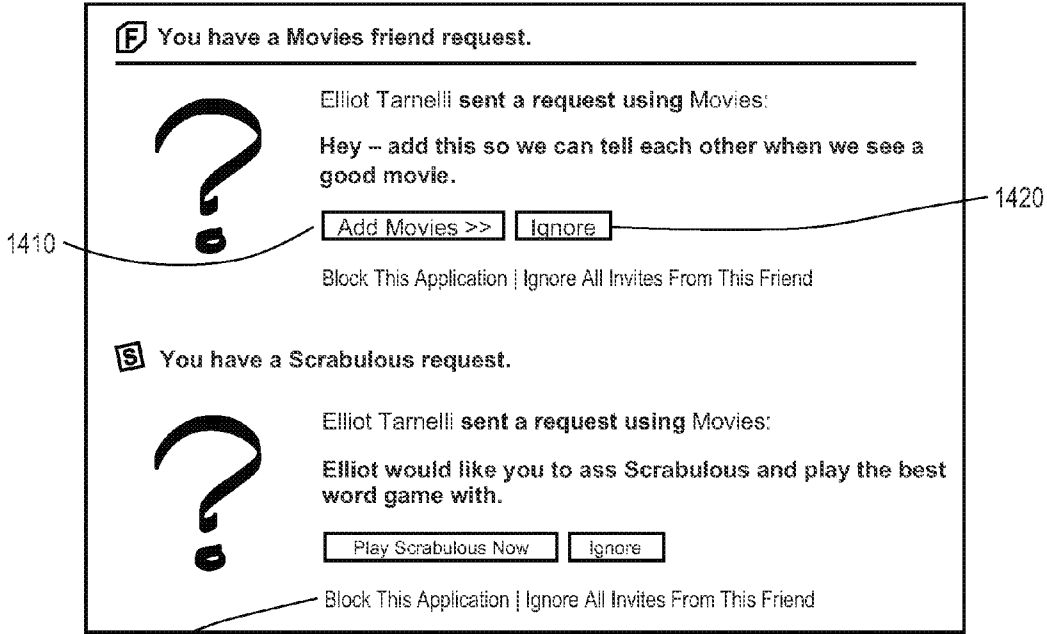 F You have a Movies friend request.
Elliot Tarnelli sent a request using Movies:
Hey – add this so we can tell each other when we see a
good movie.
1420
Add Movies >> Ignore
1410
Block This Application | Ignore All Invites From This Friend
S You have a Scrabulous request.
Elliot Tarnelli sent a request using Movies:
Elliot would like you to ass Scrabulous and play the best
word game with.
Play Scrabulous Now Ignore
Block This Application | Ignore All Invites From This Friend